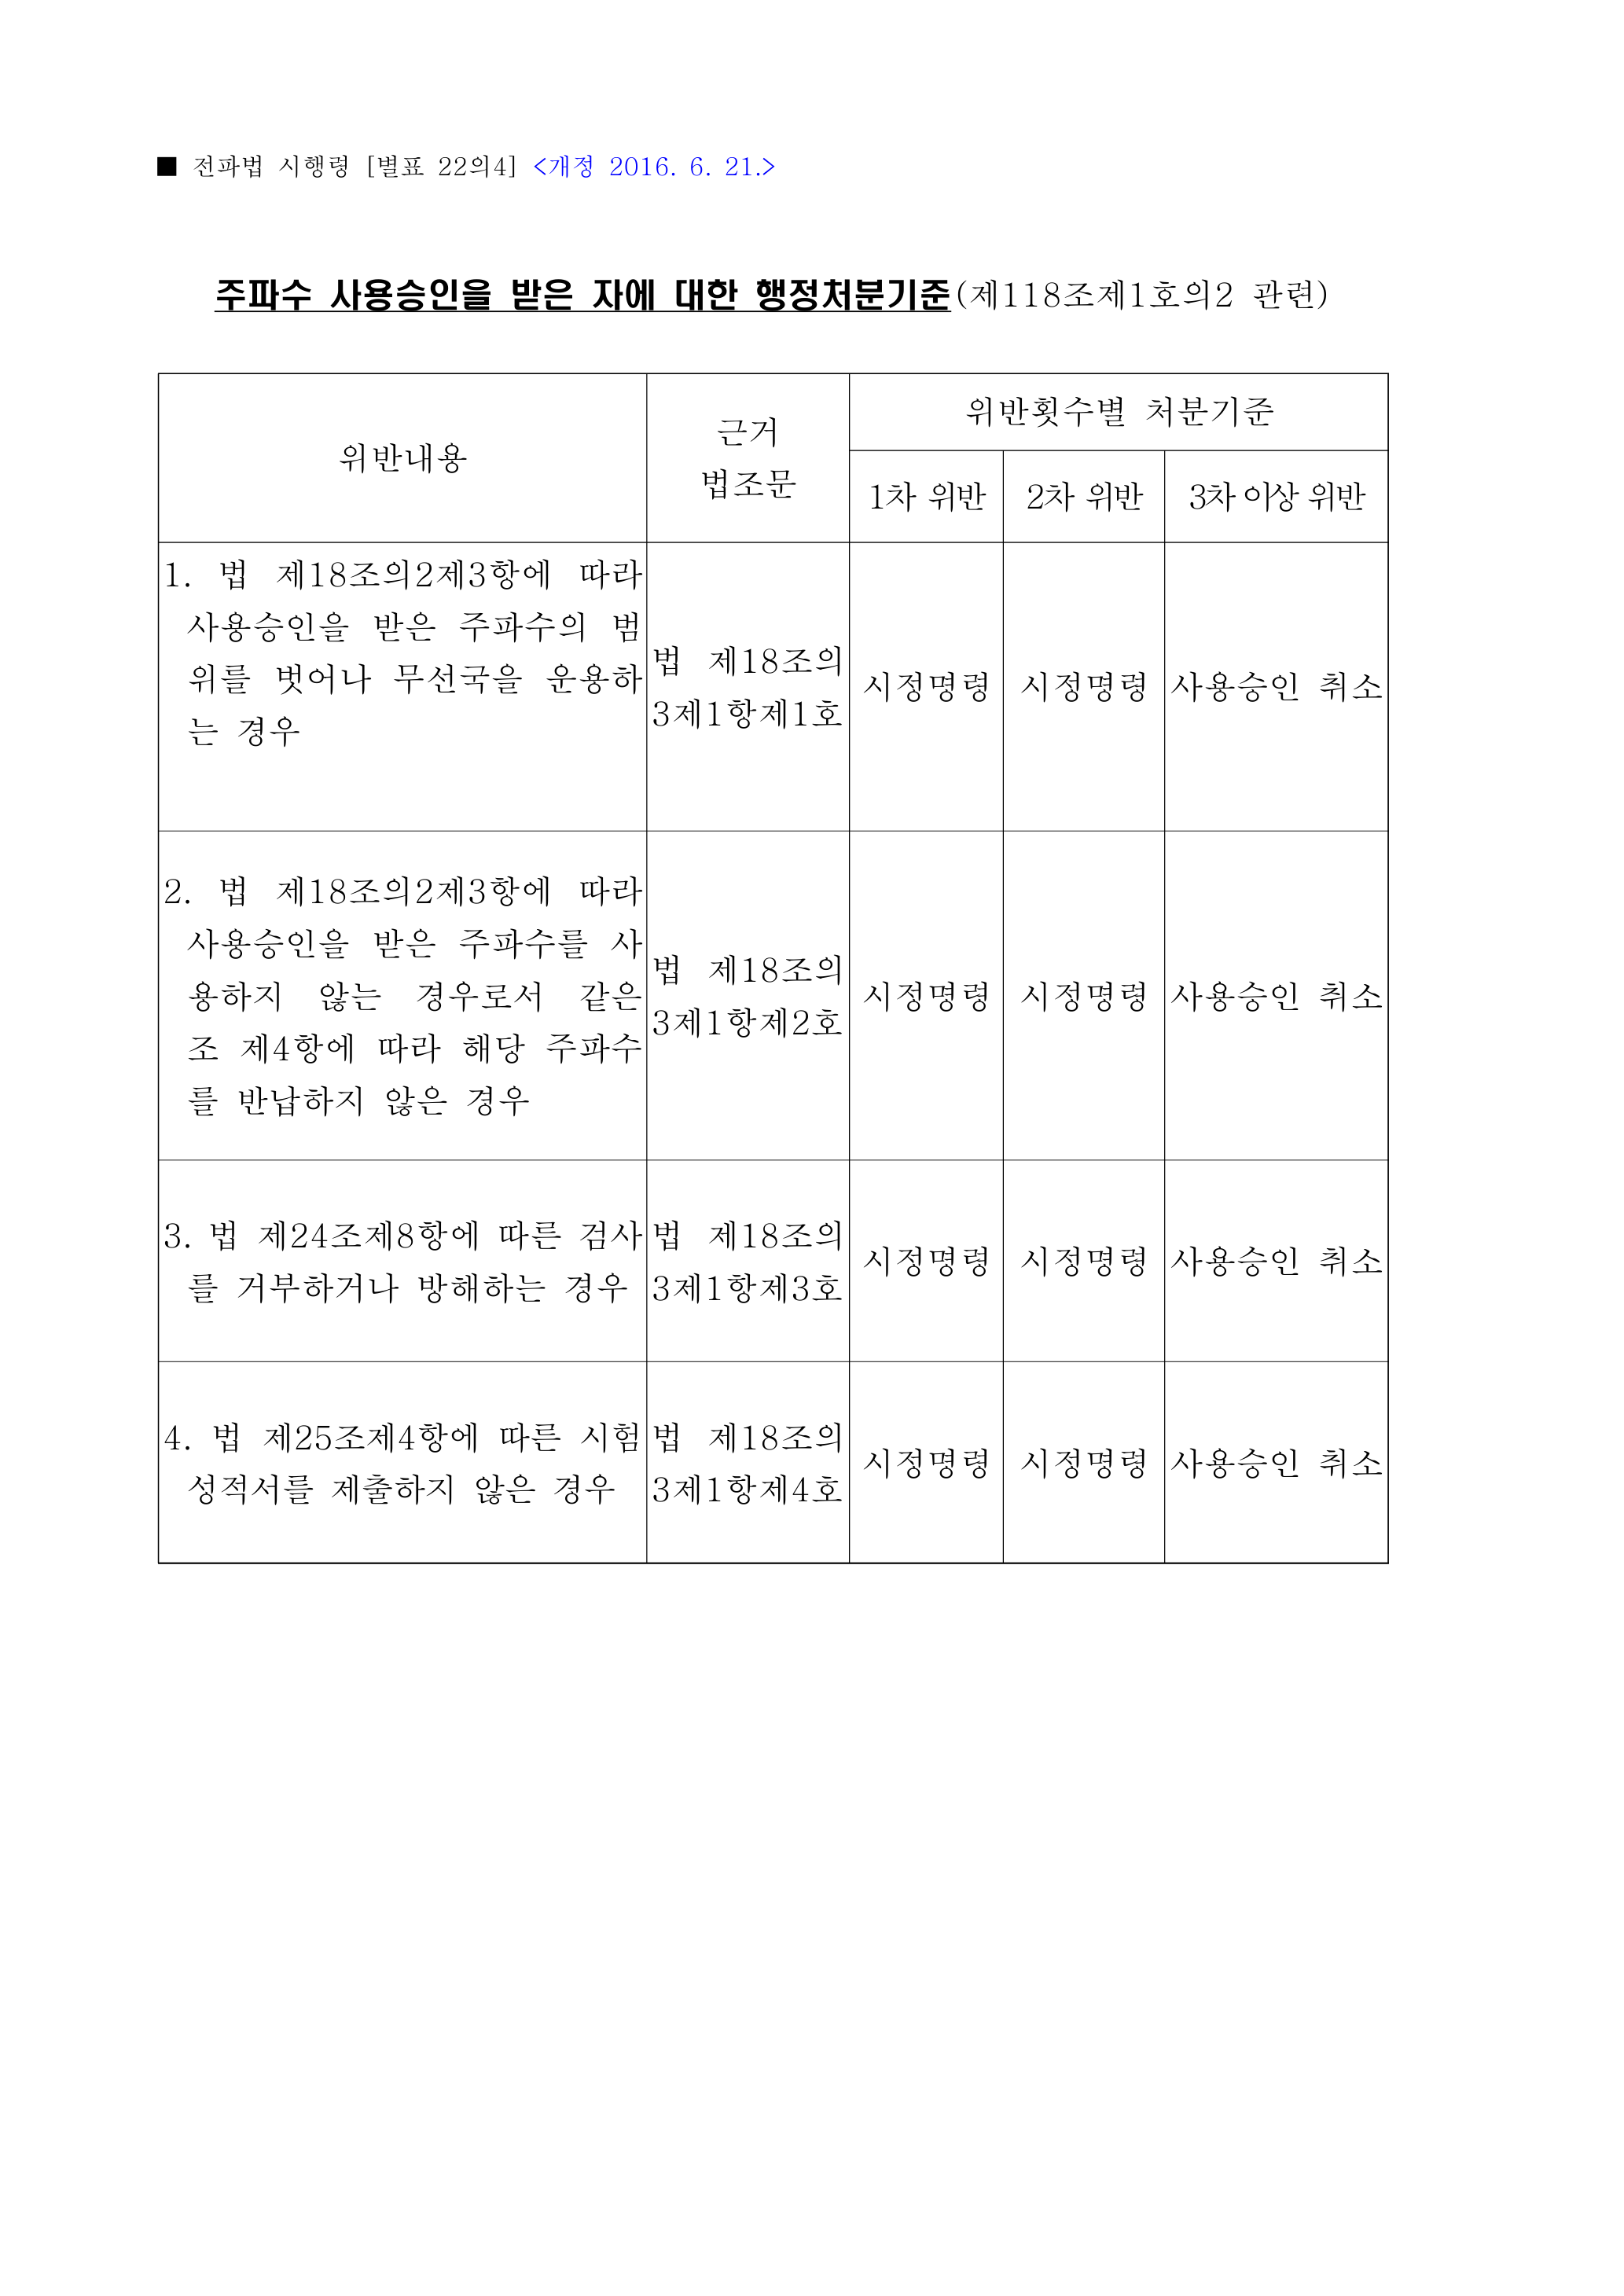 ■ 전파법 시행령 [별표 22의4] <개정 2016. 6. 21.>
주파수 사용승인을 받은 자에 대한 행정처분기준(제118조제1호의2 관련)
위반내용
근거
법조문
위반횟수별 처분기준
1차 위반
2차 위반
3차 이상 위반
1. 법 제18조의2제3항에 따라
사용승인을 받은 주파수의 범
위를 벗어나 무선국을 운용하
는 경우
법 제18조의
3제1항제1호
시정명령
시정명령
사용승인 취소
2. 법 제18조의2제3항에 따라
사용승인을 받은 주파수를 사
용하지 않는 경우로서 같은
조 제4항에 따라 해당 주파수
를 반납하지 않은 경우
법 제18조의
3제1항제2호
시정명령
시정명령
사용승인 취소
3. 법 제24조제8항에 따른 검사
를 거부하거나 방해하는 경우
법 제18조의
3제1항제3호
시정명령
시정명령
사용승인 취소
4. 법 제25조제4항에 따른 시험
성적서를 제출하지 않은 경우
법 제18조의
3제1항제4호
시정명령
시정명령
사용승인 취소